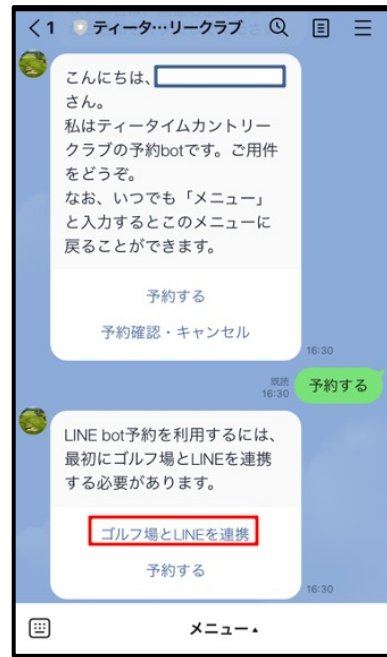 1 ティータ…リークラブ
こんにちは、
さん。
私はティータイムカントリー
クラブの予約botです。ご用件
をどうぞ。
なお、いつでも「メニュー」
と入力するとこのメニューに
戻ることができます。
予約する
予約確認・キャンセル
16:30
既読
16:30
予約する
LINE bot予約を利用するには、
最初にゴルフ場とLINEを連携
する必要があります。
ゴルフ場とLINEを連携
予約する
16:30
メニュー▴